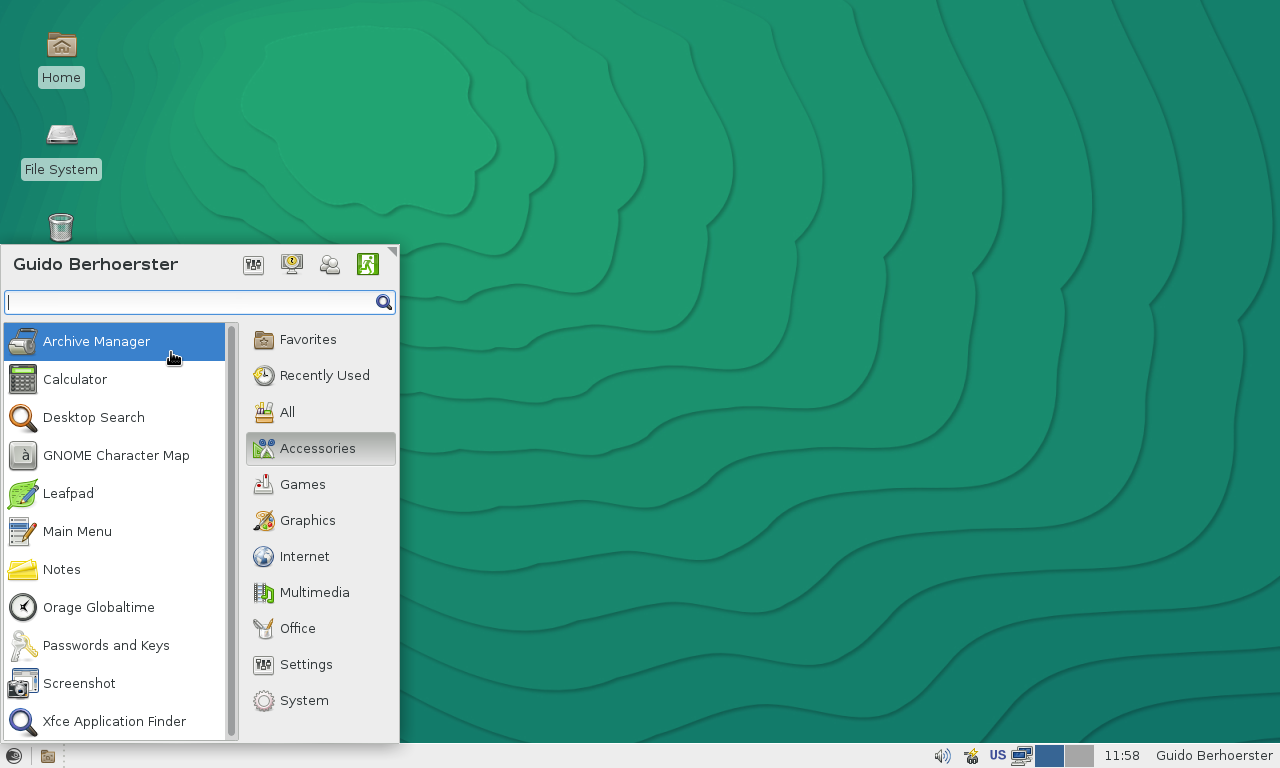 Home
File System
Guido Berhoerster
Archive Manager
Calculator
Desktop Search
GNOME Character Map
à
Leafpad
Main Menu
Notes
Orage Globaltime
Passwords and Keys
Screenshot
Xfce Application Finder
Favorites
Recently Used
All
Accessories
Games
Graphics
Internet
Multimedia
Office
Settings
System
US
11:58
Guido Berhoerster